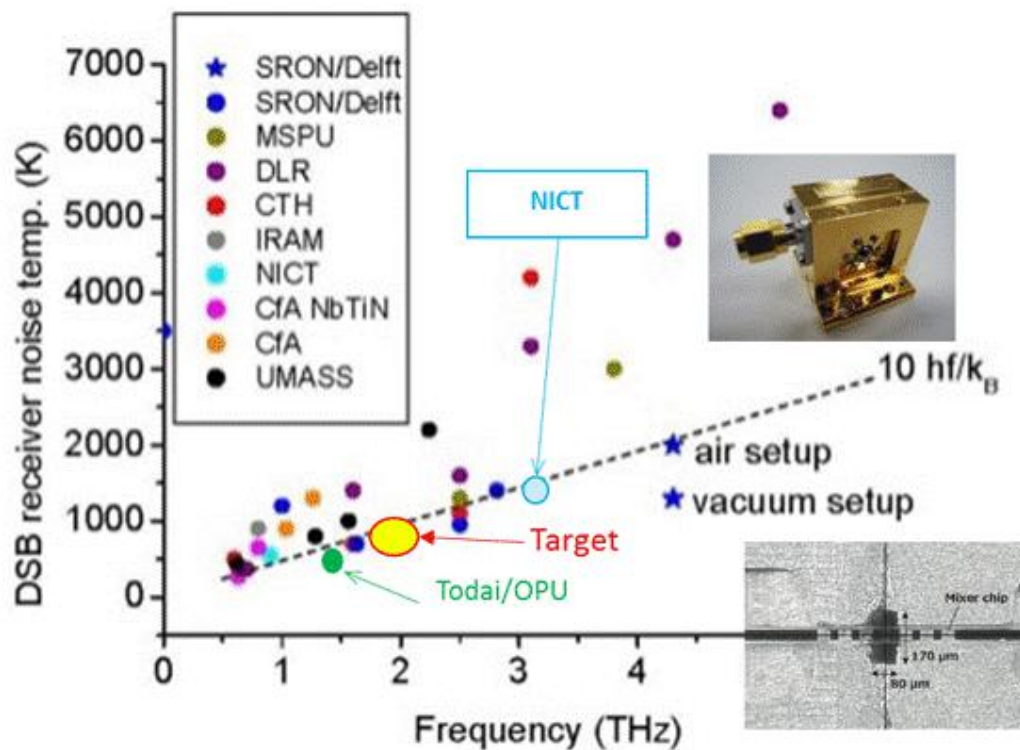 DSB receiver noise temp. (K)
7000
6000
5000
4000
3000
2000
1000
0
SRON/Delft
SRON/Delft
MSPU
DLR
CTH
IRAM
NICT
CfA NbTiN
CfA
UMASS
NICT
10 hf/kB
air setup
vacuum setup
Target
Todai/OPU
Mixer chip
170 μm
80 μm
0
1
2
3
4
Frequency (THz)